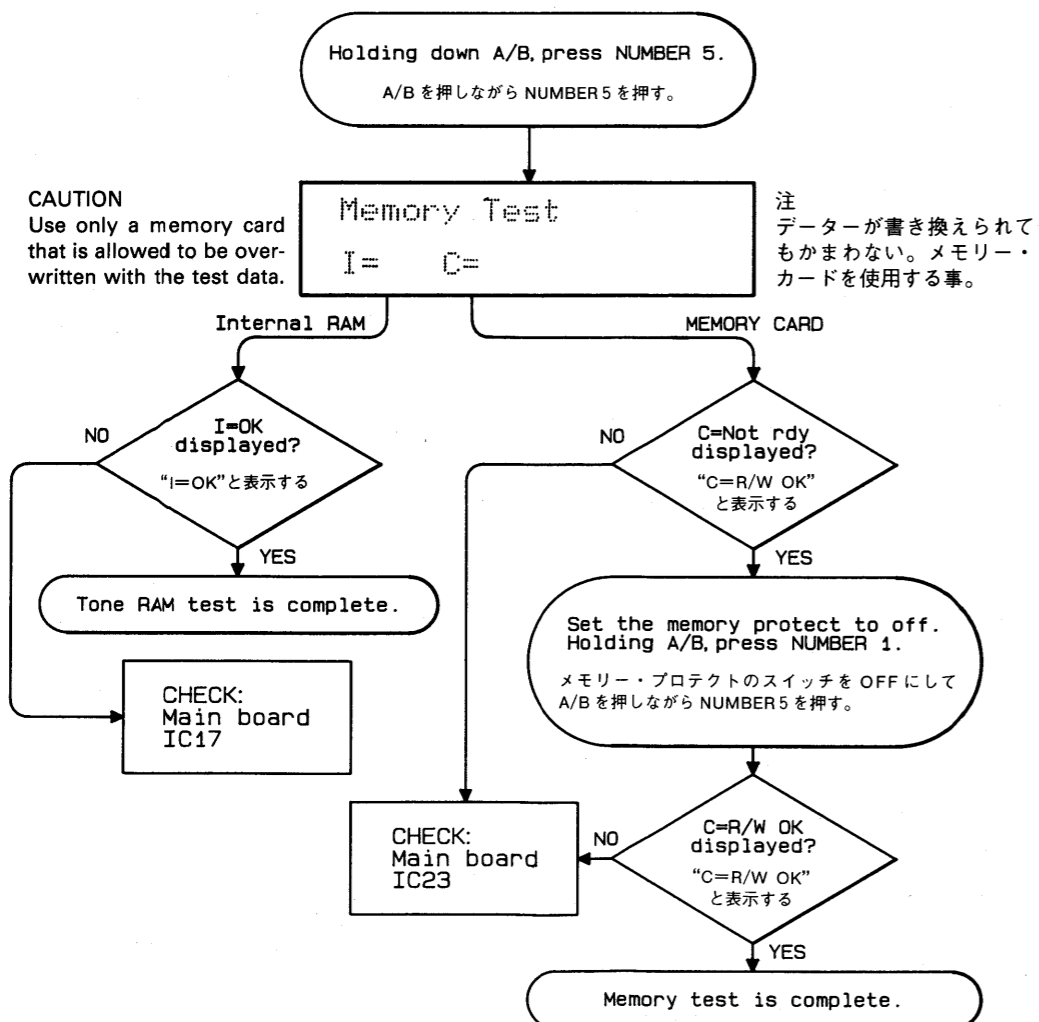 Holding down A/B, press NUMBER 5.
A/B を押しながら NUMBER 5 を押す。
CAUTION
Use only a memory card
that is allowed to be over-
written with the test data.
Memory Test
I= C=
注
データーが書き換えられて
もかまわない。メモリー・
カードを使用する事。
Internal RAM
MEMORY CARD
NO
I=OK
displayed?
“I=OK”と表示する
YES
Tone RAM test is complete.
CHECK:
Main board
IC17
NO
C=Not rdy
displayed?
“C=R/W OK”
と表示する
YES
Set the memory protect to off.
Holding A/B, press NUMBER 1.
メモリー・プロテクトのスイッチを OFF にして
A/B を押しながら NUMBER 5 を押す。
CHECK:
Main board
IC23
NO
C=R/W OK
displayed?
“C=R/W OK”
と表示する
YES
Memory test is complete.